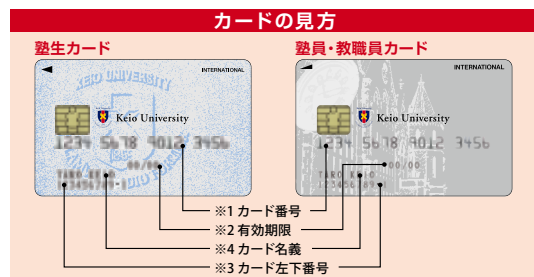 カードの見方
塾生カード
塾員・教職員カード
INTERNATIONAL
KEIO UNIVERSITY
Keio University
1234 5678 9012 3456
00/00
TARO KEIO
123456789-1
INTERNATIONAL
Keio University
1234 5678 9012 3456
00/00
TARO KEIO
123456789
※1 カード番号
※2 有効期限
※4 カード名義
※3 カード左下番号